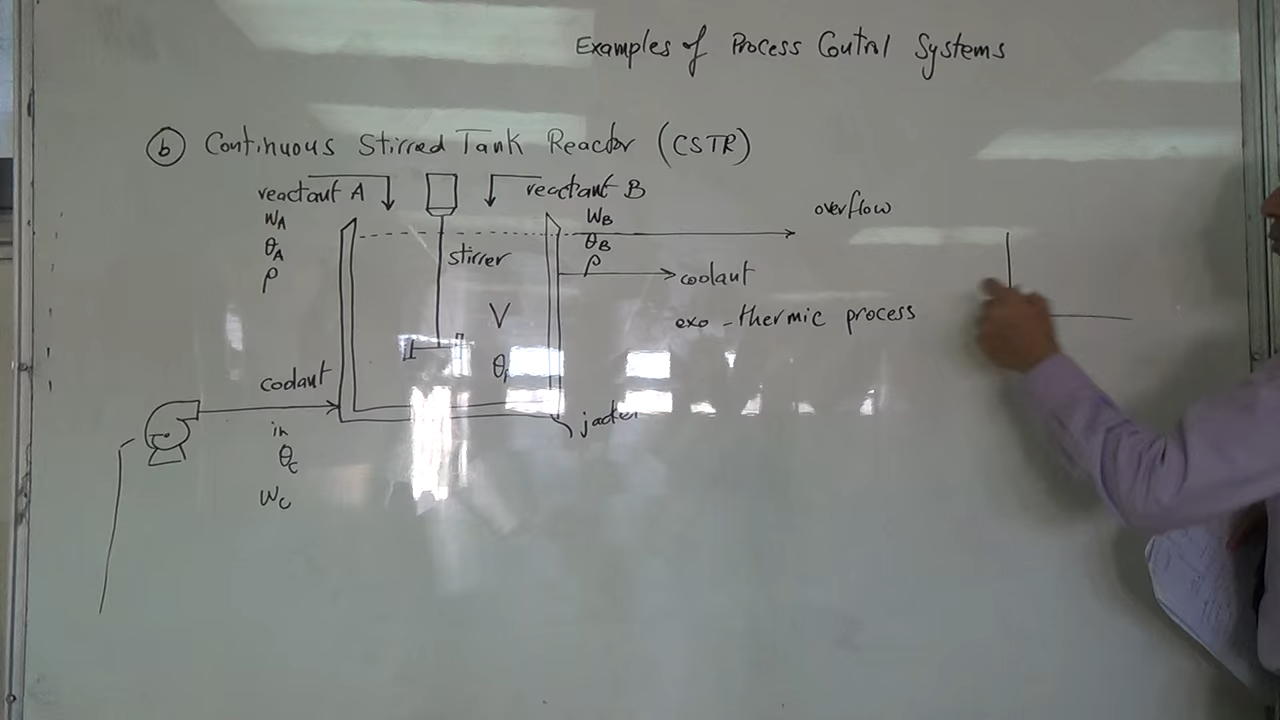 Examples of Process Control Systems
b Continuous Stirred Tank Reactor (CSTR)
reactant A
reactant B
WA
θA
ρ
WB
θB
ρ
overflow
stirrer
coolant
V
exo-thermic process
θ
coolant
in
θc
Wc
jacket